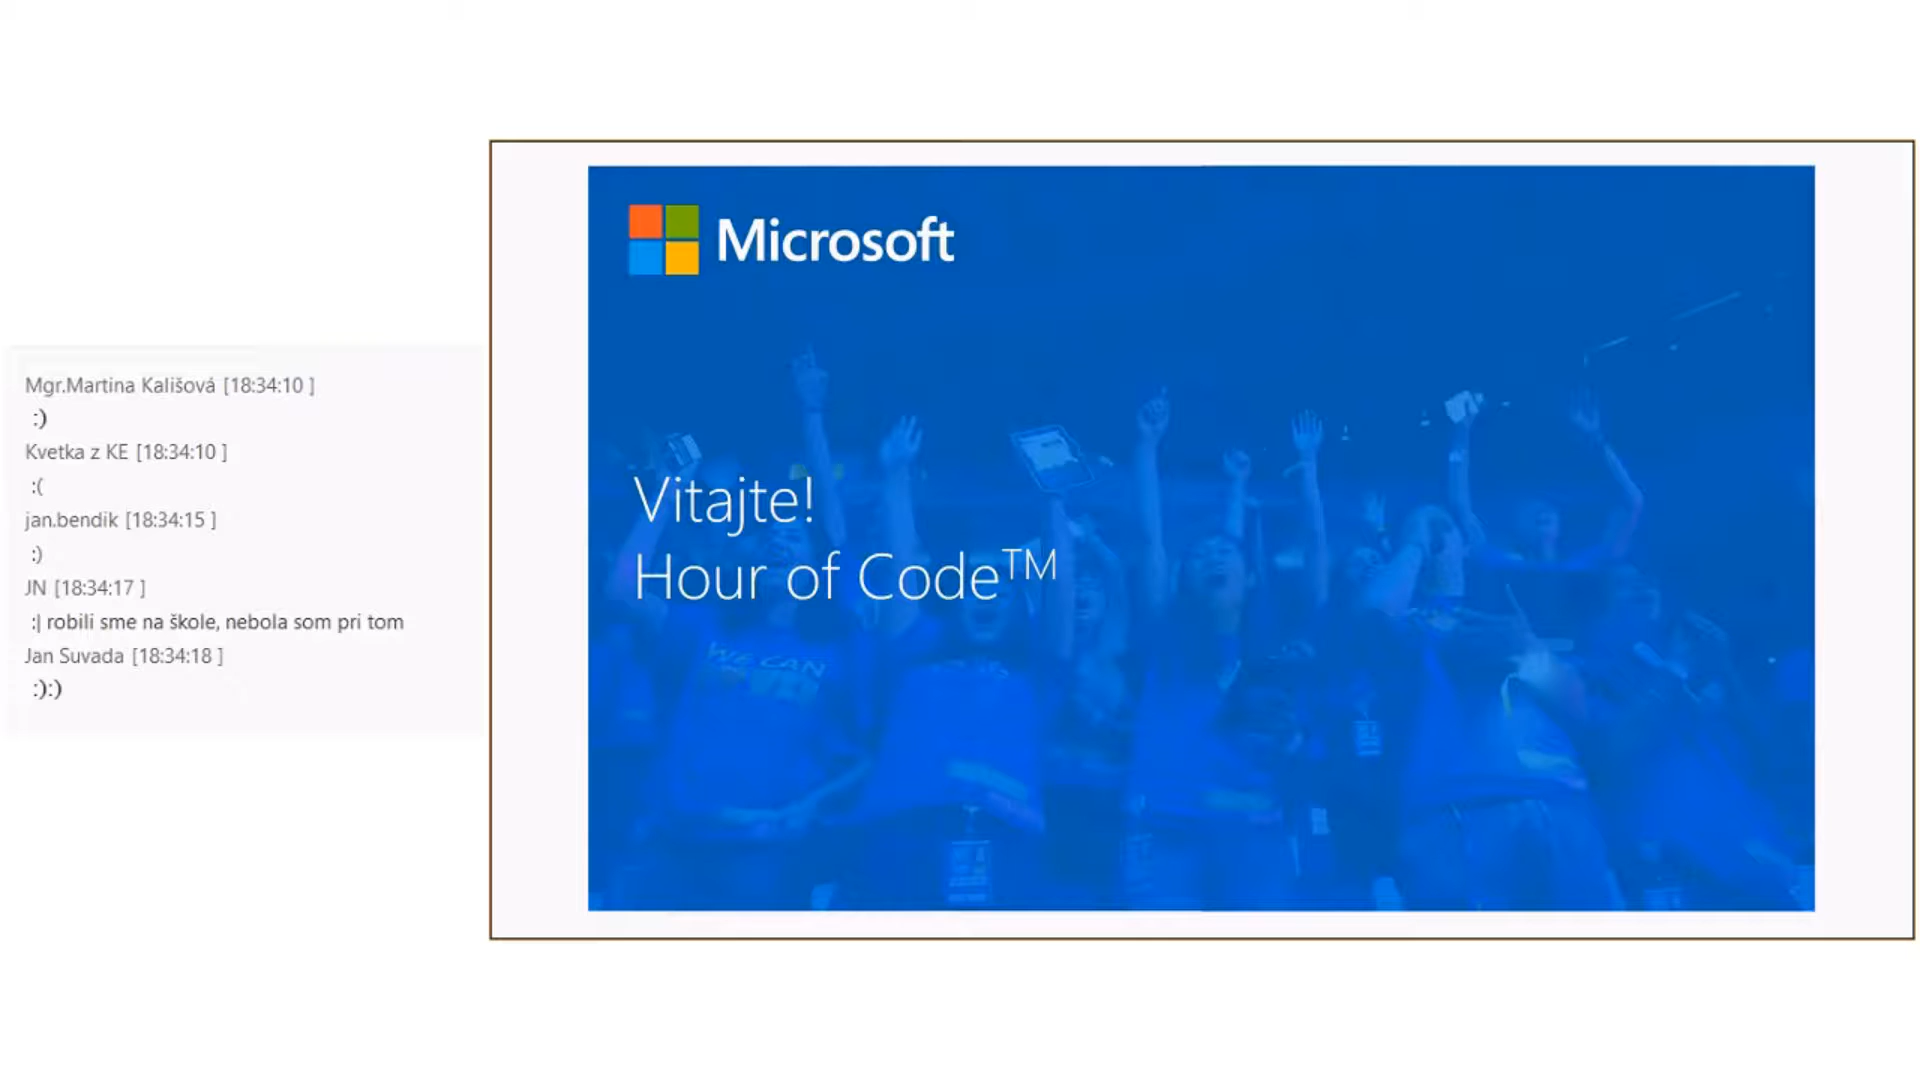 Mgr.Martina Kališová [18:34:10 ]
:)
Kvetka z KE [18:34:10 ]
:(
jan.bendik [18:34:15 ]
:)
JN [18:34:17 ]
:| robili sme na škole, nebola som pri tom
Jan Suvada [18:34:18 ]
:):)
Microsoft
Vitajte!
Hour of Code™
WE CAN